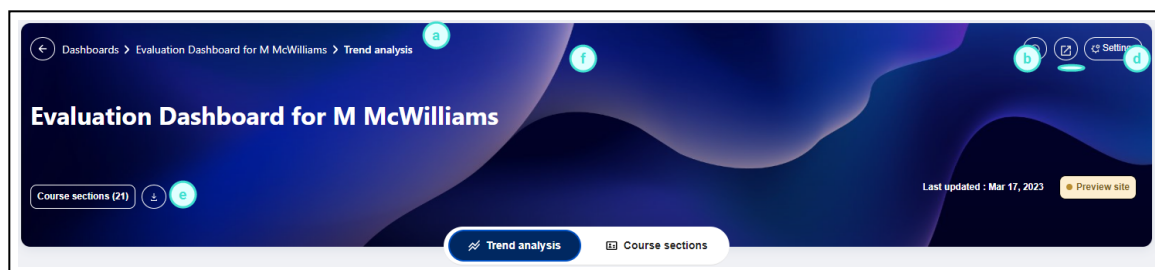 a
Dashboards > Evaluation Dashboard for M McWilliams > Trend analysis
f
b
Setting
d
Evaluation Dashboard for M McWilliams
Course sections (21)
e
Last updated : Mar 17, 2023
Preview site
Trend analysis
Course sections